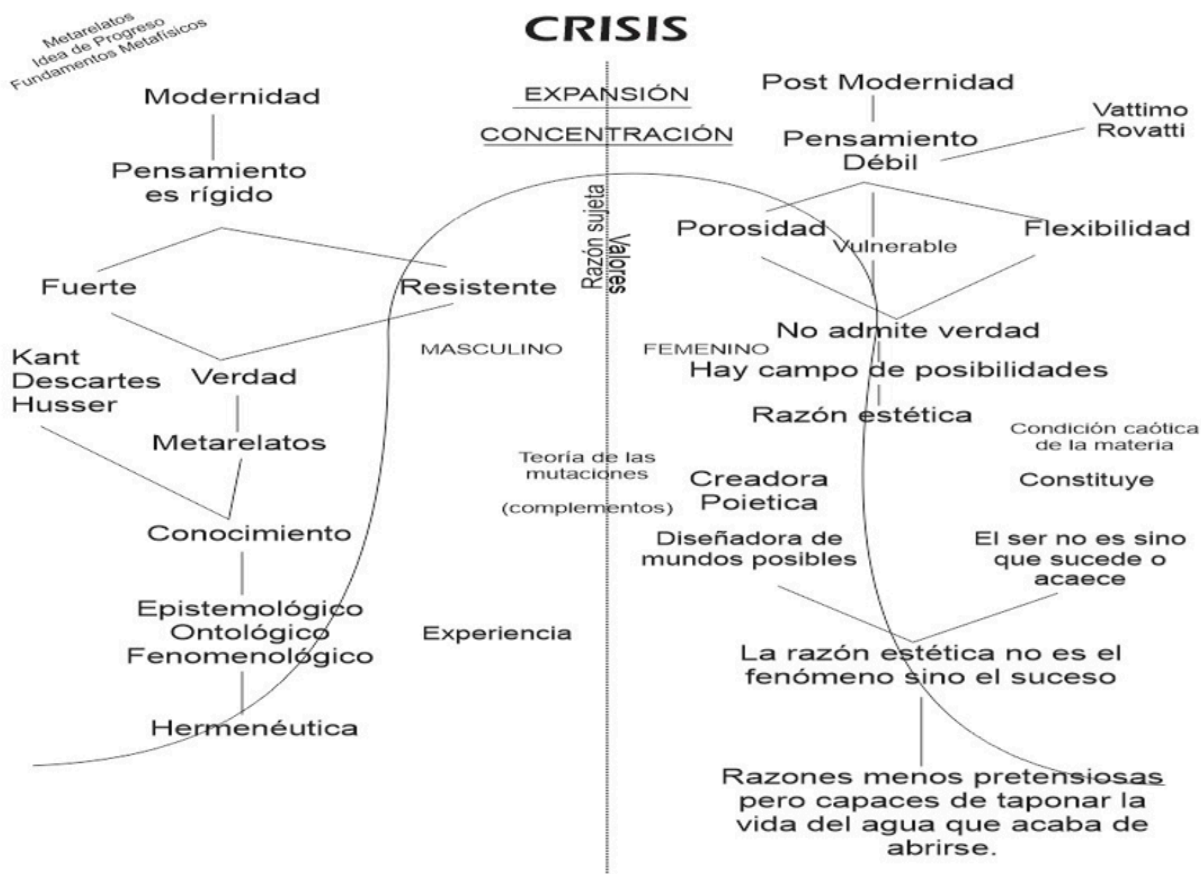 CRISIS
Metarelatos
Idea de Progreso
Fundamentos Metafísicos
Modernidad
Pensamiento
es rígido
Fuerte
Resistente
Kant
Descartes
Husser
Verdad
Metarelatos
Conocimiento
Epistemológico
Ontológico
Fenomenológico
Hermenéutica
EXPANSIÓN
CONCENTRACIÓN
Razón sujeta
Valores
MASCULINO
FEMENINO
Teoría de las
mutaciones
(complementos)
Experiencia
Post Modernidad
Pensamiento
Débil
Vattimo
Rovatti
Porosidad
Vulnerable
Flexibilidad
No admite verdad
Hay campo de posibilidades
Razón estética
Condición caótica
de la materia
Creadora
Poietica
Constituye
Diseñadora de
mundos posibles
El ser no es sino
que sucede o
acaece
La razón estética no es el
fenómeno sino el suceso
Razones menos pretensiosas
pero capaces de taponar la
vida del agua que acaba de
abrirse.